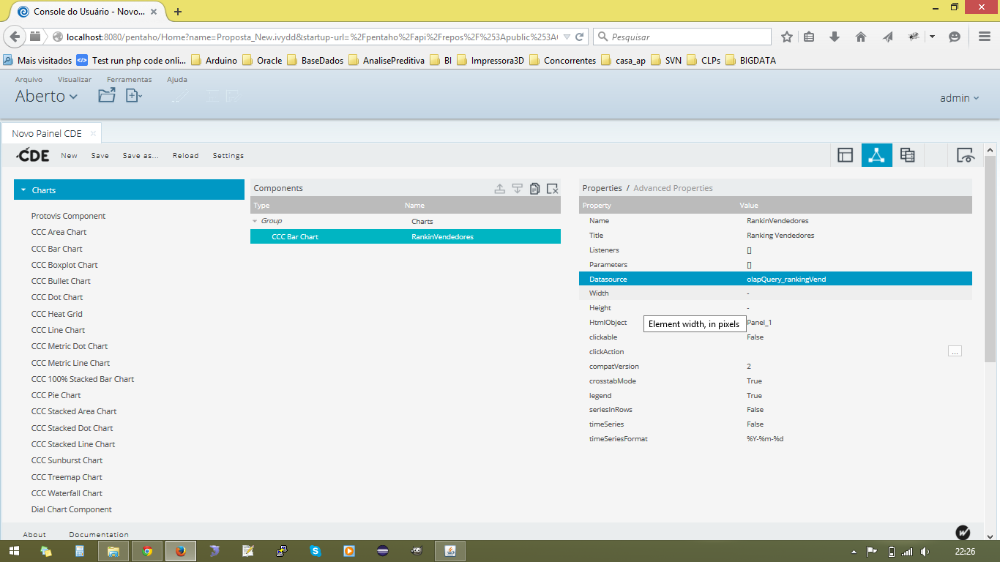 Console do Usuário - Novo...
localhost:8080/pentaho/Home?name=Proposta_New.ivydd&startup-url=%2Fpentaho%2Fapi%2Frepos%2F%253Apublic%253A
Pesquisar
Mais visitados
Test run php code onli...
Arduino
Oracle
BaseDados
AnalisePreditiva
BI
Impressora3D
Concorrentes
casa_ap
SVN
CLPs
BIGDATA
Arquivo Visualizar Ferramentas Ajuda
Aberto
admin
Novo Painel CDE
CDE New Save Save as... Reload Settings
Charts
Protovis Component
CCC Area Chart
CCC Bar Chart
CCC Boxplot Chart
CCC Bullet Chart
CCC Dot Chart
CCC Heat Grid
CCC Line Chart
CCC Metric Dot Chart
CCC Metric Line Chart
CCC 100% Stacked Bar Chart
CCC Pie Chart
CCC Stacked Area Chart
CCC Stacked Dot Chart
CCC Stacked Line Chart
CCC Sunburst Chart
CCC Treemap Chart
CCC Waterfall Chart
Dial Chart Component
Components
Type Name
Group Charts
CCC Bar Chart RankinVendedores
Properties / Advanced Properties
Property Value
Name RankinVendedores
Title Ranking Vendedores
Listeners []
Parameters []
Datasource olapQuery_rankingVend
Width -
Height -
HtmlObject Panel_1
Element width, in pixels
clickable False
clickAction ...
compatVersion 2
crosstabMode True
legend True
seriesInRows False
timeSeries False
timeSeriesFormat %Y-%m-%d
About Documentation
22:26